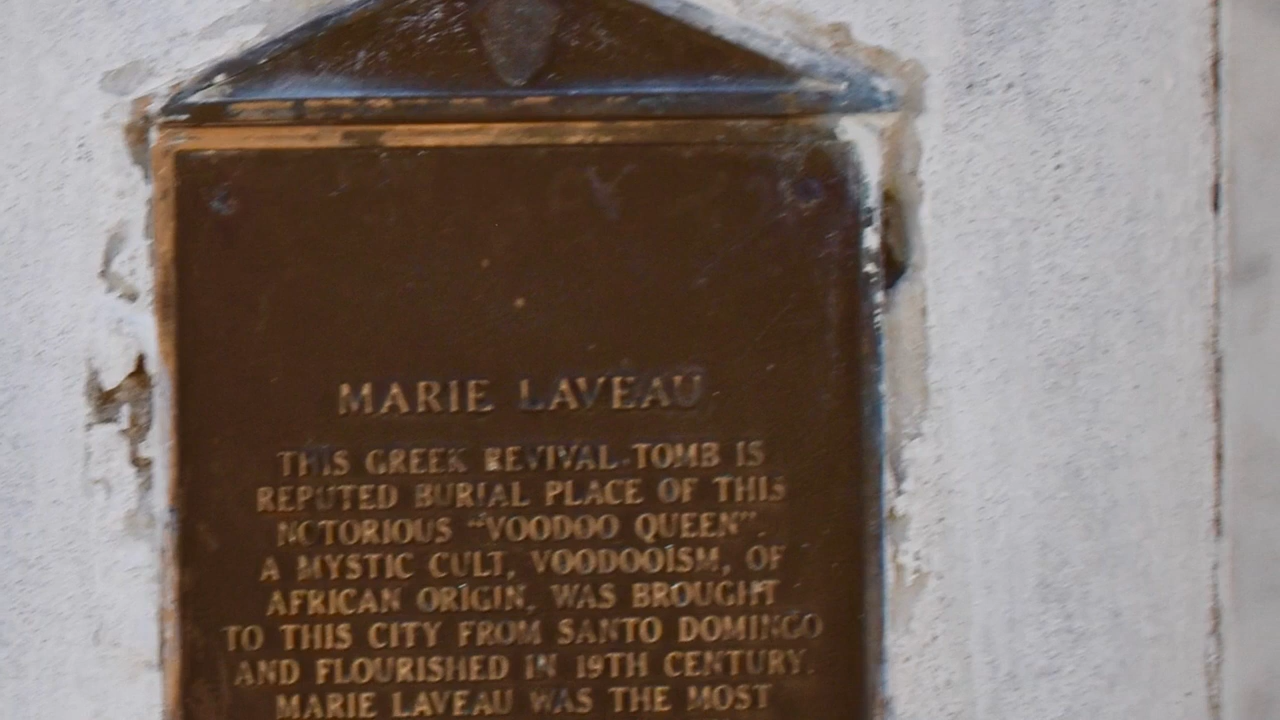 MARIE LAVEAU
THIS GREEK REVIVAL TOMB IS
REPUTED BURIAL PLACE OF THIS
NOTORIOUS "VOODOO QUEEN".
A MYSTIC CULT, VOODOOISM, OF
AFRICAN ORIGIN, WAS BROUGHT
TO THIS CITY FROM SANTO DOMINGO
AND FLOURISHED IN 19TH CENTURY.
MARIE LAVEAU WAS THE MOST